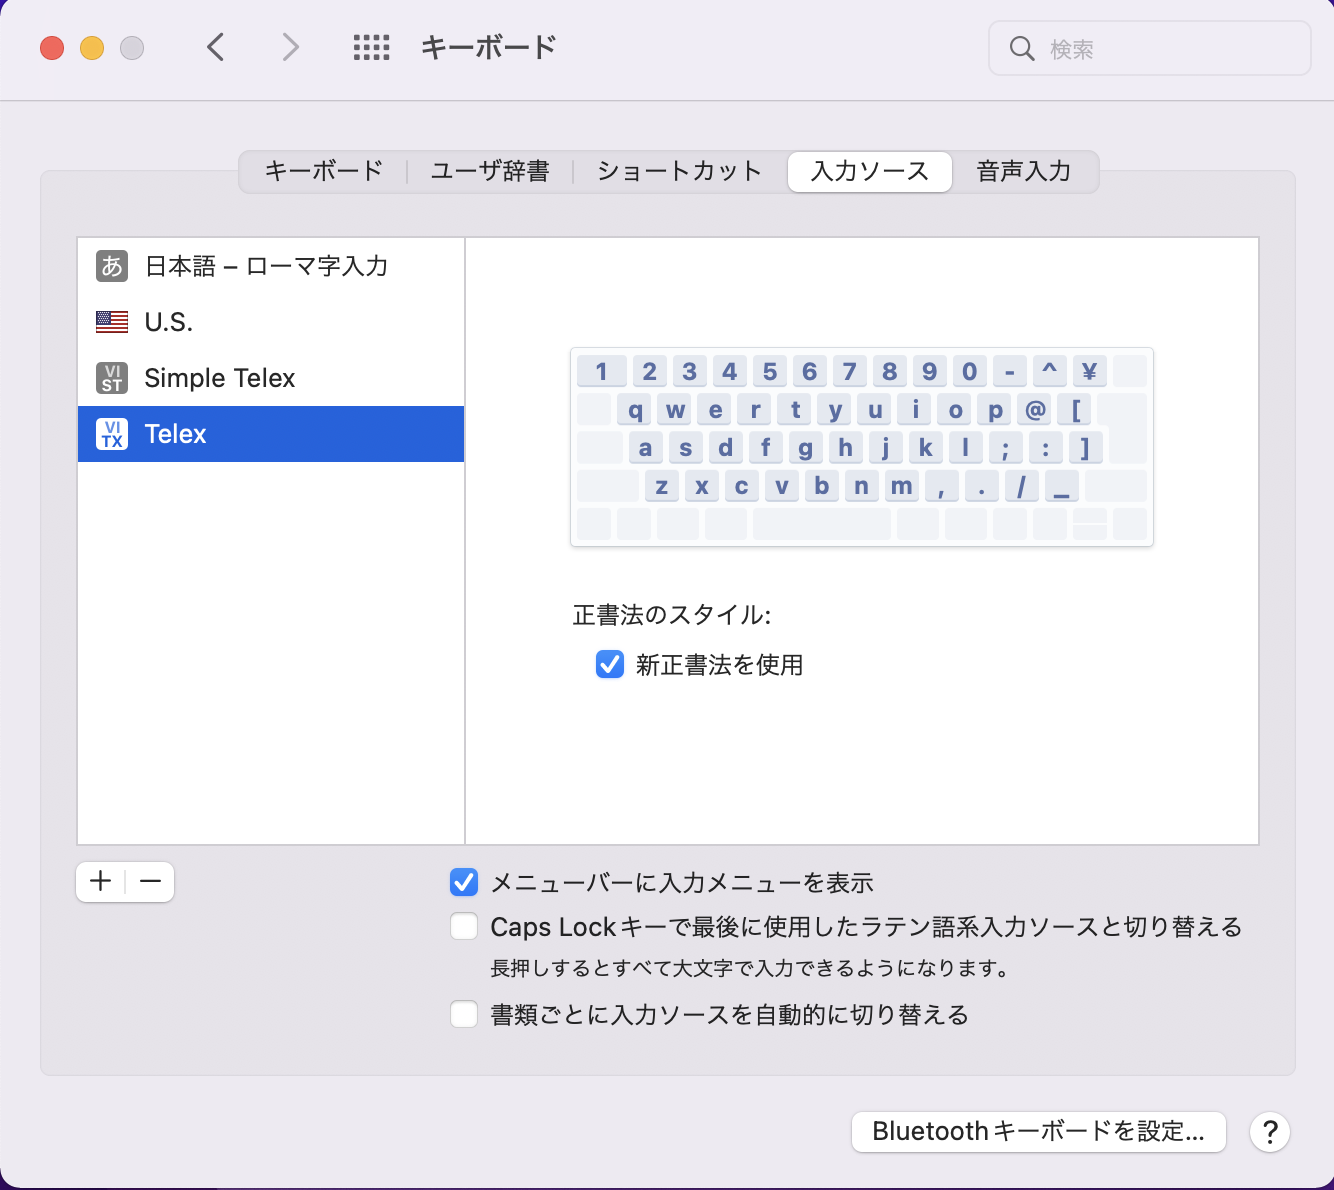 キーボード
検索
キーボード ユーザ辞書 ショートカット 入力ソース 音声入力
あ 日本語 – ローマ字入力
U.S.
VI ST Simple Telex
VI TX Telex
1 2 3 4 5 6 7 8 9 0 - ^ ¥
q w e r t y u i o p @ [
a s d f g h j k l ; : ]
z x c v b n m , . / _
正書法のスタイル:
新正書法を使用
+ −
メニューバーに入力メニューを表示
Caps Lockキーで最後に使用したラテン語系入力ソースと切り替える
長押しするとすべて大文字で入力できるようになります。
書類ごとに入力ソースを自動的に切り替える
Bluetoothキーボードを設定... ?